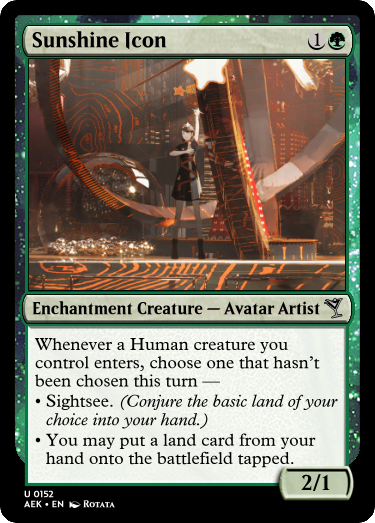 Sunshine Icon 1
Enchantment Creature — Avatar Artist
Whenever a Human creature you
control enters, choose one that hasn't
been chosen this turn —
• Sightsee. (Conjure the basic land of your
choice into your hand.)
• You may put a land card from your
hand onto the battlefield tapped.
2/1
U 0152
AEK • EN Rotata